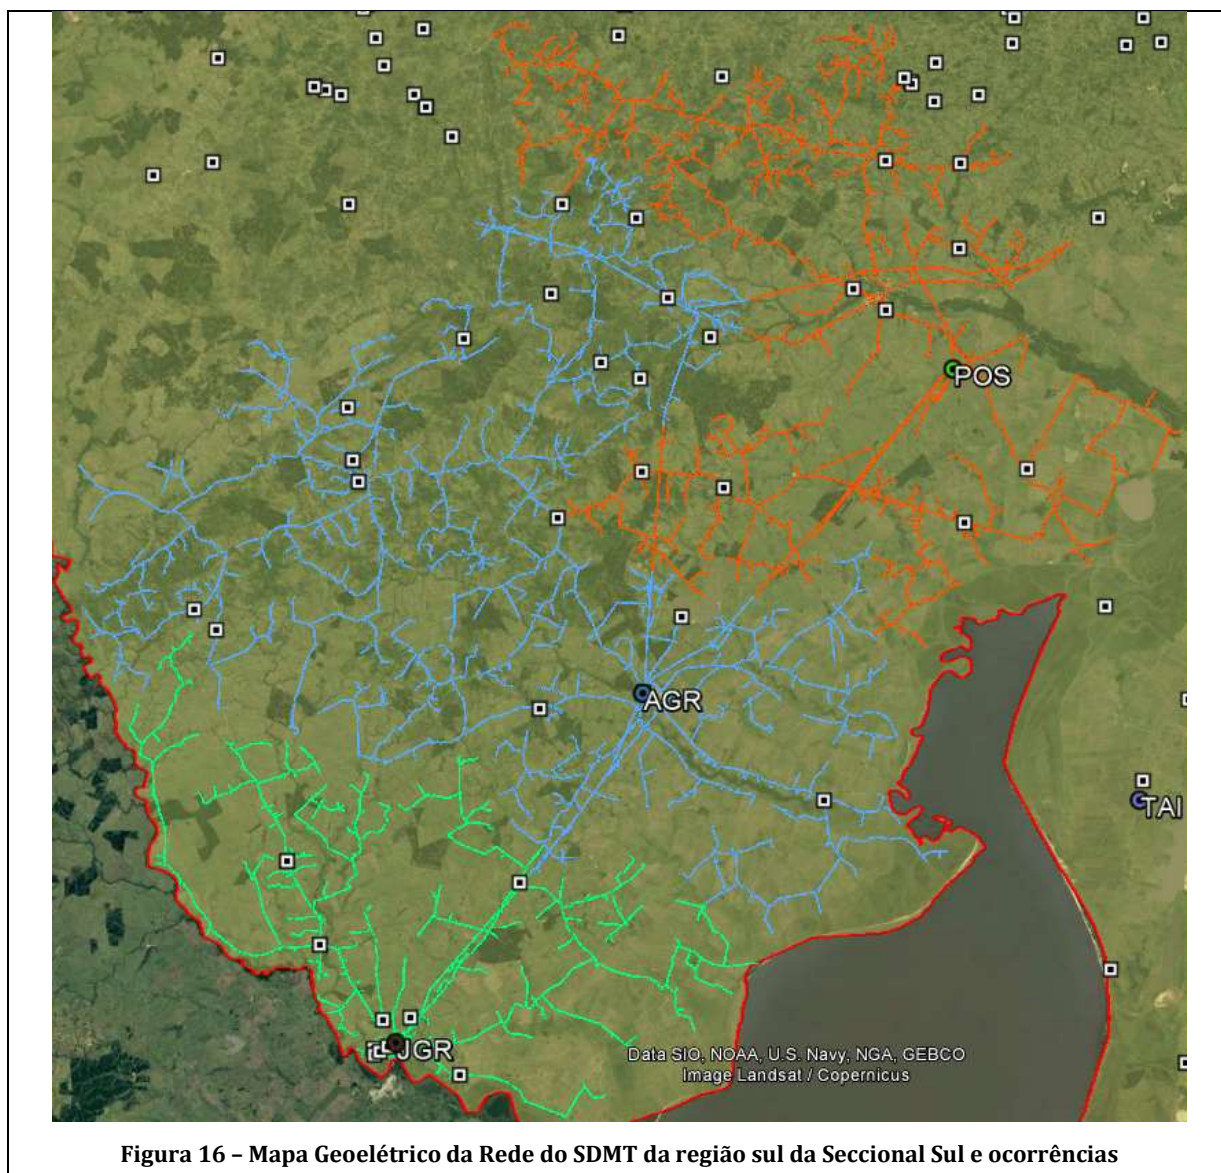 POS
AGR
TAI
JGR
Data SIO, NOAA, U.S. Navy, NGA, GEBCO
Image Landsat / Copernicus
Figura 16 – Mapa Geoelétrico da Rede do SDMT da região sul da Seccional Sul e ocorrências